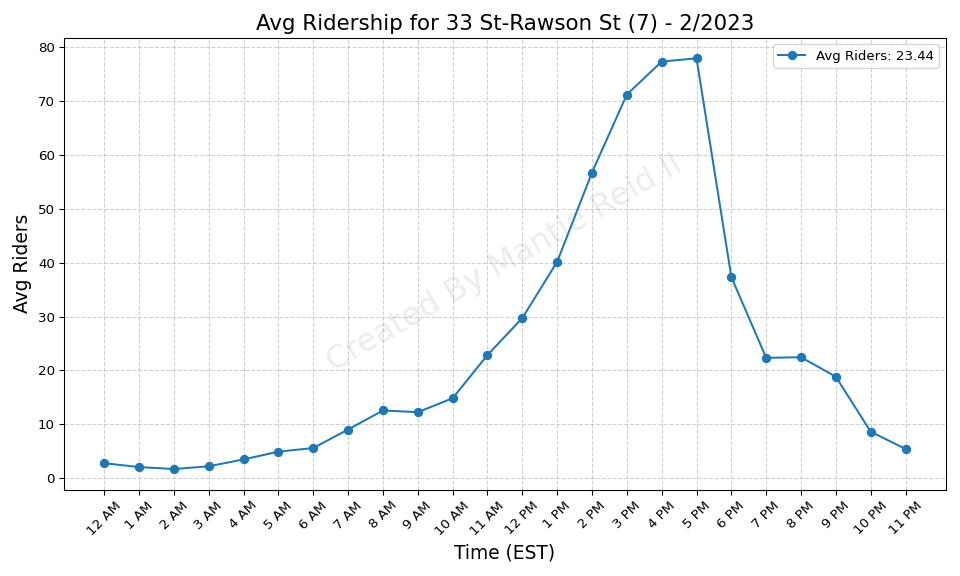 Avg Ridership for 33 St-Rawson St (7) - 2/2023
Avg Riders: 23.44
80
70
60
50
40
30
20
10
0
Avg Riders
Created By Mantie Reid II
12 AM
1 AM
2 AM
3 AM
4 AM
5 AM
6 AM
7 AM
8 AM
9 AM
10 AM
11 AM
12 PM
1 PM
2 PM
3 PM
4 PM
5 PM
6 PM
7 PM
8 PM
9 PM
10 PM
11 PM
Time (EST)